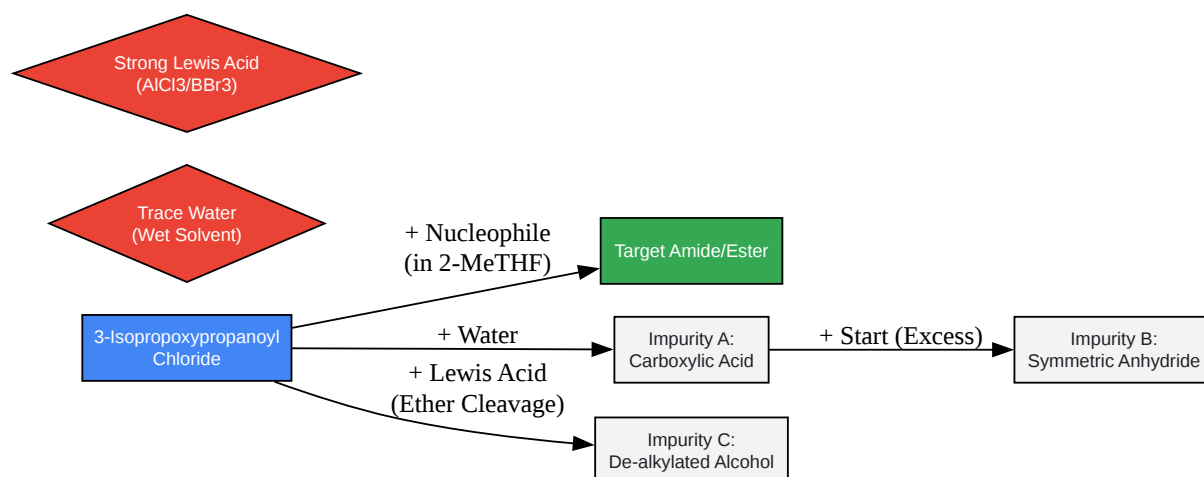 Strong Lewis Acid
(AlCl3/BBr3)
Trace Water
(Wet Solvent)
+ Nucleophile
(in 2-MeTHF)
Target Amide/Ester
3-Isopropoxypropanoyl
Chloride
+ Water
Impurity A:
Carboxylic Acid
+ Start (Excess)
Impurity B:
Symmetric Anhydride
+ Lewis Acid
(Ether Cleavage)
Impurity C:
De-alkylated Alcohol